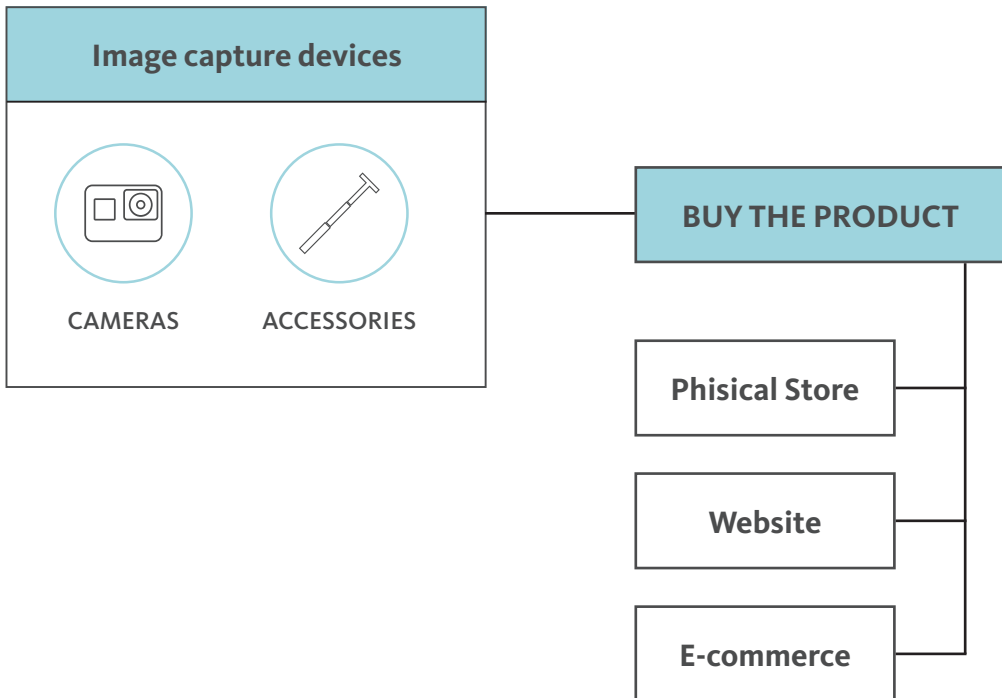 Image capture devices
CAMERAS
ACCESSORIES
BUY THE PRODUCT
Phisical Store
Website
E-commerce